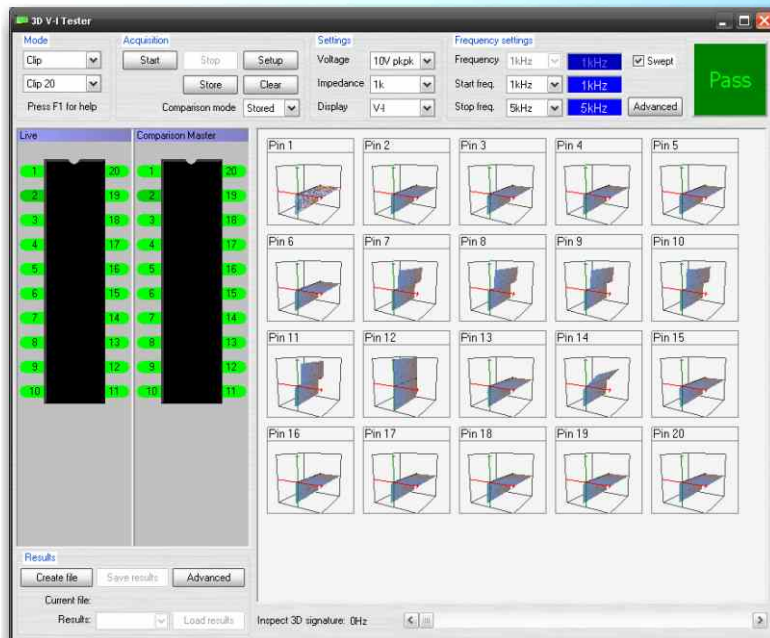 3D V-I Tester
Mode
Clip
Clip 20
Press F1 for help
Acquisition
Start Stop Setup
Store Clear
Comparison mode Stored
Settings
Voltage 10V pkpk
Impedance 1k
Display V-I
Frequency settings
Frequency 1kHz 1kHz Swept
Start freq. 1kHz 1kHz
Stop freq. 5kHz 5kHz Advanced
Pass
Live
1 20
2 19
3 18
4 17
5 16
6 15
7 14
8 13
9 12
10 11
Comparison Master
1 20
2 19
3 18
4 17
5 16
6 15
7 14
8 13
9 12
10 11
Pin 1 Pin 2 Pin 3 Pin 4 Pin 5
Pin 6 Pin 7 Pin 8 Pin 9 Pin 10
Pin 11 Pin 12 Pin 13 Pin 14 Pin 15
Pin 16 Pin 17 Pin 18 Pin 19 Pin 20
Results
Create file Save results Advanced
Current file:
Results: Load results
Inspect 3D signature: 0Hz